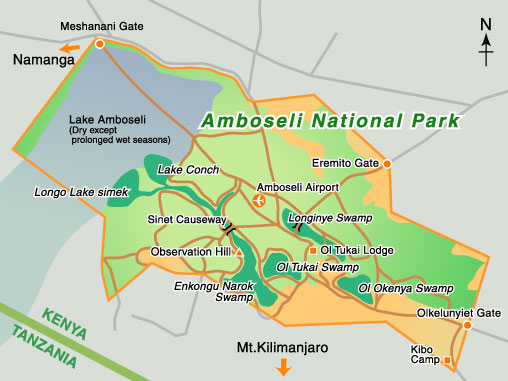 Meshanani Gate
N
Namanga
Lake Amboseli
(Dry except
prolonged wet seasons)
Amboseli National Park
Eremito Gate
Lake Conch
Longo Lake simek
Amboseli Airport
Sinet Causeway
Longinye Swamp
Observation Hill
Ol Tukai Lodge
Ol Tukai Swamp
Enkongu Narok
Swamp
Ol Okenya Swamp
Olkelunyiet Gate
KENYA
TANZANIA
Mt.Kilimanjaro
Kibo
Camp